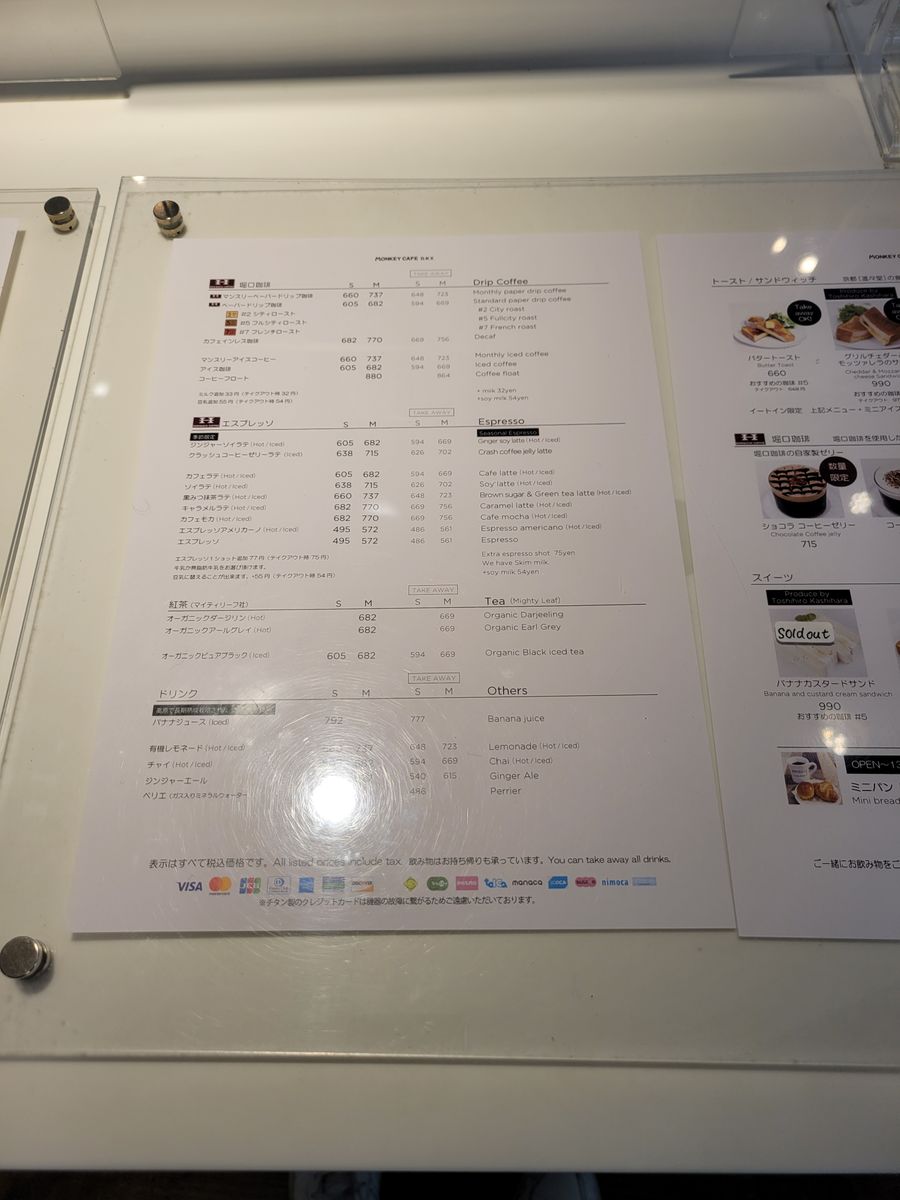 MONKEY CAFE D.K.Y.
TAKE AWAY
堀口珈琲 S M S M Drip Coffee
マンスリーペーパードリップ珈琲 660 737 648 723 Monthly paper drip coffee
ペーパードリップ珈琲 605 682 594 669 Standard paper drip coffee
#2 シティロースト #2 City roast
#5 フルシティロースト #5 Fullcity roast
#7 フレンチロースト #7 French roast
カフェインレス珈琲 682 770 669 756 Decaf
マンスリーアイスコーヒー 660 737 648 723 Monthly Iced coffee
アイス珈琲 605 682 594 669 Iced coffee
コーヒーフロート 880 864 Coffee float
ミルク追加 33 円 (テイクアウト時 32 円) + milk 32yen
豆乳追加 55 円 (テイクアウト時 54 円) +soy milk 54yen
TAKE AWAY
エスプレッソ S M S M Espresso
季節限定 Seasonal Espresso
ジンジャーソイラテ (Hot / Iced) 605 682 594 669 Ginger soy latte (Hot / Iced)
クラッシュコーヒーゼリーラテ (Iced) 638 715 626 702 Crash coffee jelly latte
カフェラテ (Hot / Iced) 605 682 594 669 Cafe latte (Hot / Iced)
ソイラテ (Hot / Iced) 638 715 626 702 Soy latte (Hot / Iced)
黒みつ抹茶ラテ (Hot / Iced) 660 737 648 723 Brown sugar & Green tea latte (Hot / Iced)
キャラメルラテ (Hot / Iced) 682 770 669 756 Caramel latte (Hot / Iced)
カフェモカ (Hot / Iced) 682 770 669 756 Cafe mocha (Hot / Iced)
エスプレッソアメリカーノ (Hot / Iced) 495 572 486 561 Espresso americano (Hot / Iced)
エスプレッソ 495 572 486 561 Espresso
エスプレッソ1ショット追加 77 円 (テイクアウト時 75 円) Extra espresso shot 75yen
牛乳か無脂肪牛乳をお選び頂けます。 We have Skim milk.
豆乳に替えることが出来ます。+55 円 (テイクアウト時 54 円) +soy milk 54yen
TAKE AWAY
紅茶 (マイティリーフ社) S M S M Tea (Mighty Leaf)
オーガニックダージリン (Hot) 682 669 Organic Darjeeling
オーガニックアールグレイ (Hot) 682 669 Organic Earl Grey
オーガニックピュアブラック (Iced) 605 682 594 669 Organic Black iced tea
TAKE AWAY
ドリンク S M S M Others
高原で長期熟成栽培された
バナナジュース (Iced) 792 777 Banana juice
有機レモネード (Hot / Iced) 737 648 723 Lemonade (Hot / Iced)
チャイ (Hot / Iced) 594 669 Chai (Hot / Iced)
ジンジャーエール 540 615 Ginger Ale
ペリエ (ガス入りミネラルウォーター 486 Perrier
表示はすべて税込価格です。 All listed prices include tax. 飲み物はお持ち帰りも承っています。 You can take away all drinks.
VISA mastercard JCB DISCOVER TOICA manaca nimoca
※チタン製のクレジットカードは機器の故障に繋がるためご遠慮いただいております。
MONKEY C
トースト / サンドウィッチ
Take away OK!
Produce by Toshihiro Kashihara
バタートースト
Butter Toast
660
おすすめの珈琲 #5
グリルチェダー
モッツァレラのサ
Cheddar & Mozza
cheese Sandwic
990
おすすめの珈
イートイン限定 上記メニュー・ミニアイス
堀口珈琲 堀口珈琲を使用した
堀口珈琲の自家製ゼリー
数量限定
ショコラ コーヒーゼリー
Chocolate Coffee jelly
715
スイーツ
Produce by
Toshihiro Kashihara
Sold out
バナナカスタードサンド
Banana and custard cream sandwich
990
おすすめの珈琲 #5
OPEN〜13
ミニパン
Mini bread
ご一緒にお飲み物をご